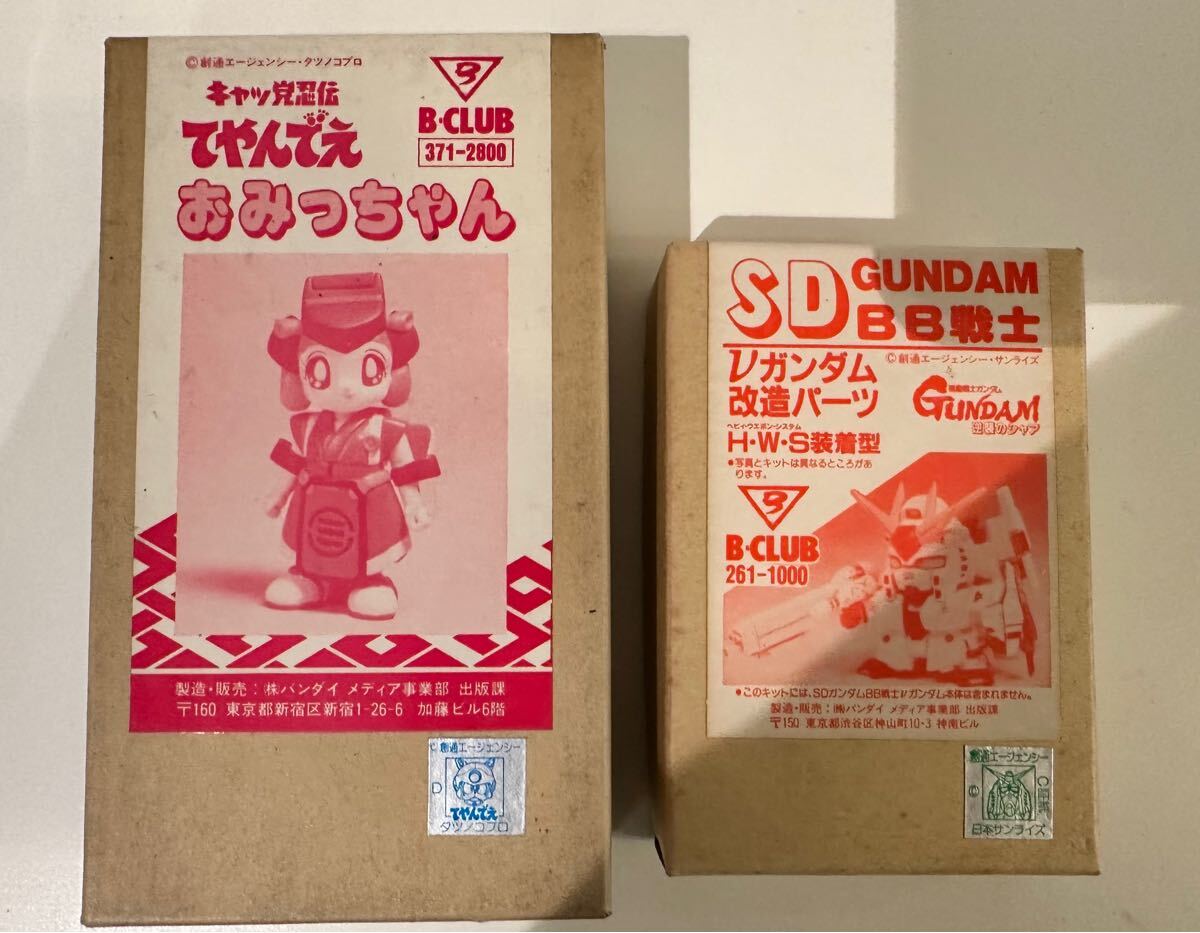 ©創通エージェンシー・タツノコプロ
キャッ党忍伝
てやんでえ
B・CLUB
371-2800
おみっちゃん
製造・販売：㈱バンダイ メディア事業部 出版課
〒160 東京都新宿区新宿1-26-6 加藤ビル6階
©創通エージェンシー
D
てやんでえ
タツノコプロ
SD GUNDAM
BB戦士
©創通エージェンシー・サンライズ
νガンダム
改造パーツ
機動戦士ガンダム
GUNDAM
逆襲のシャア
ヘビィ・ウエポン・システム
H・W・S装着型
•写真とキットは異なるところがあ
ります。
B・CLUB
261-1000
•このキットには、SDガンダムBB戦士νガンダム本体は含まれません。
製造・販売：㈱バンダイ メディア事業部 出版課
〒150 東京都渋谷区神山町10-3 神南ビル
創通エージェンシー
©
日本サンライズ